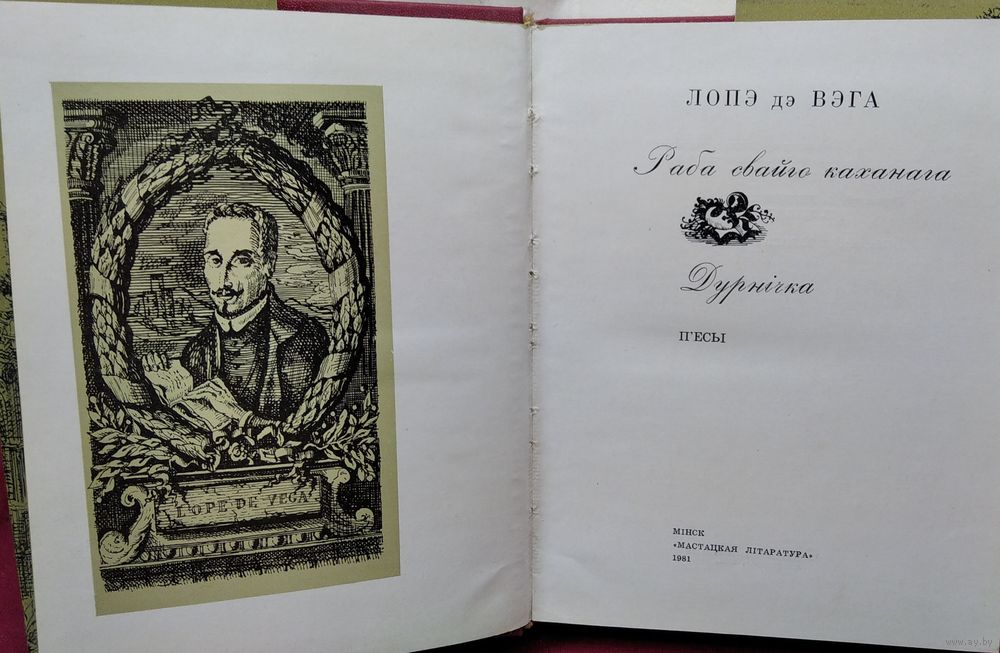 LOPE DE VEGA
ЛОПЭ дэ ВЭГА
Раба свайго каханага
Дурнічка
П'ЕСЫ
МІНСК
«МАСТАЦКАЯ ЛІТАРАТУРА»
1981
www.ay.by